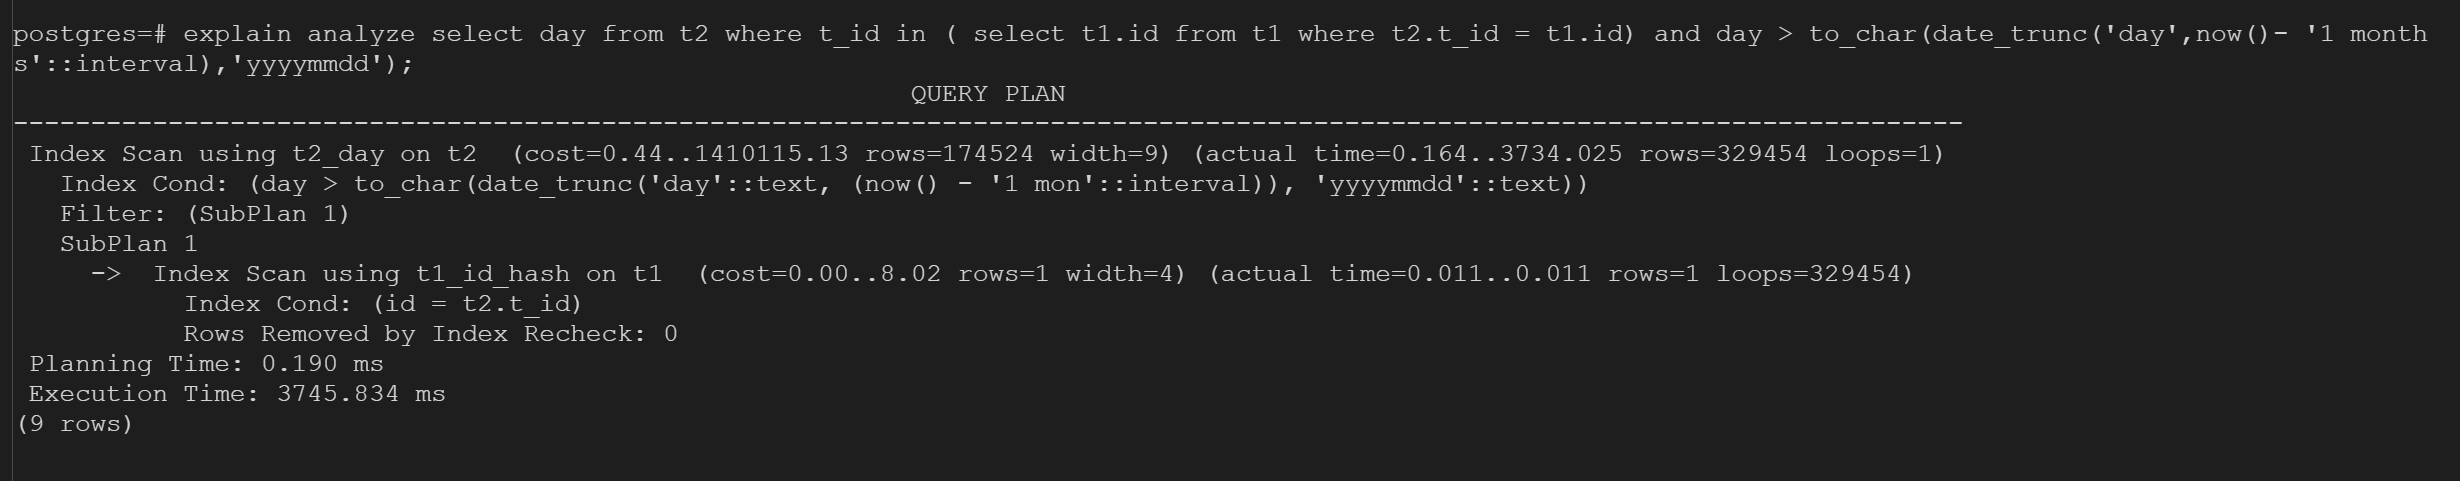 postgres=# explain analyze select day from t2 where t_id in ( select t1.id from t1 where t2.t_id = t1.id) and day > to_char(date_trunc('day',now()- '1 month
s'::interval),'yyyymmdd');
QUERY PLAN
------------------------------------------------------------------------------------------------------------------------------
Index Scan using t2_day on t2  (cost=0.44..1410115.13 rows=174524 width=9) (actual time=0.164..3734.025 rows=329454 loops=1)
Index Cond: (day > to_char(date_trunc('day'::text, (now() - '1 mon'::interval)), 'yyyymmdd'::text))
Filter: (SubPlan 1)
SubPlan 1
->  Index Scan using t1_id_hash on t1  (cost=0.00..8.02 rows=1 width=4) (actual time=0.011..0.011 rows=1 loops=329454)
Index Cond: (id = t2.t_id)
Rows Removed by Index Recheck: 0
Planning Time: 0.190 ms
Execution Time: 3745.834 ms
(9 rows)